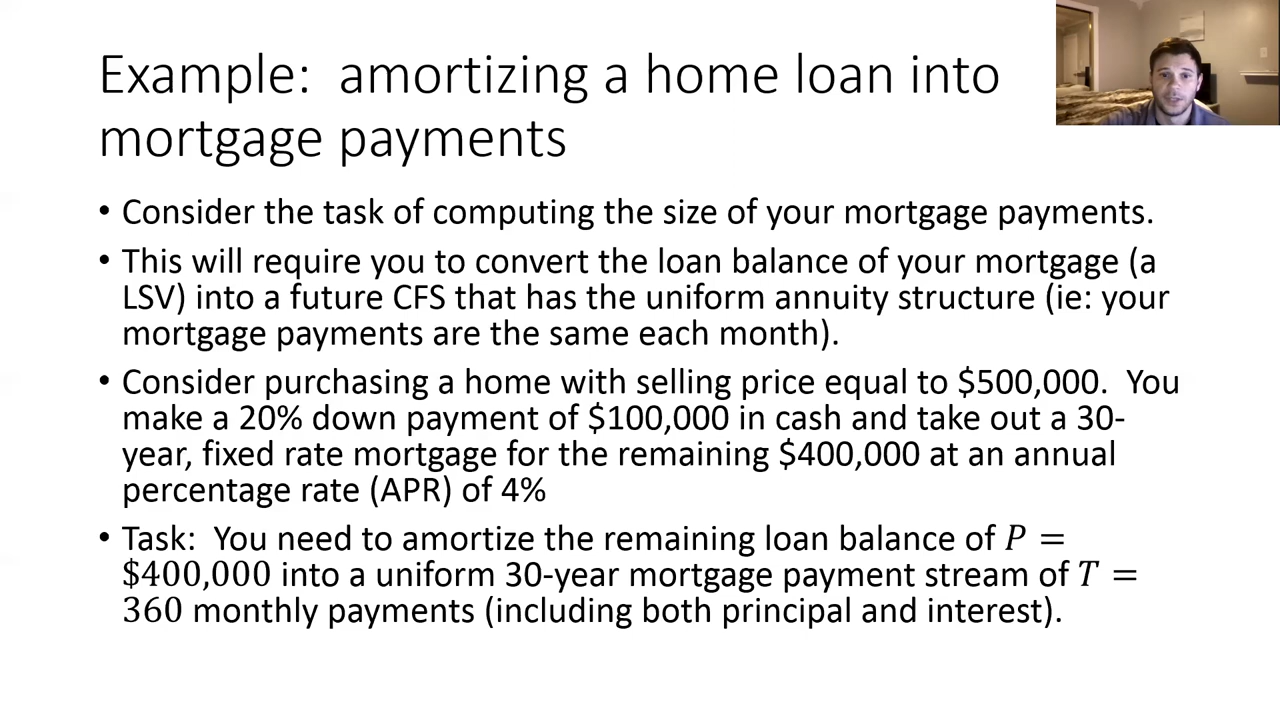 Example:  amortizing a home loan into
mortgage payments
• Consider the task of computing the size of your mortgage payments.
• This will require you to convert the loan balance of your mortgage (a
LSV) into a future CFS that has the uniform annuity structure (ie: your
mortgage payments are the same each month).
• Consider purchasing a home with selling price equal to $500,000.  You
make a 20% down payment of $100,000 in cash and take out a 30-
year, fixed rate mortgage for the remaining $400,000 at an annual
percentage rate (APR) of 4%
• Task:  You need to amortize the remaining loan balance of 𝑃 =
$400,000 into a uniform 30-year mortgage payment stream of 𝑇 =
360 monthly payments (including both principal and interest).